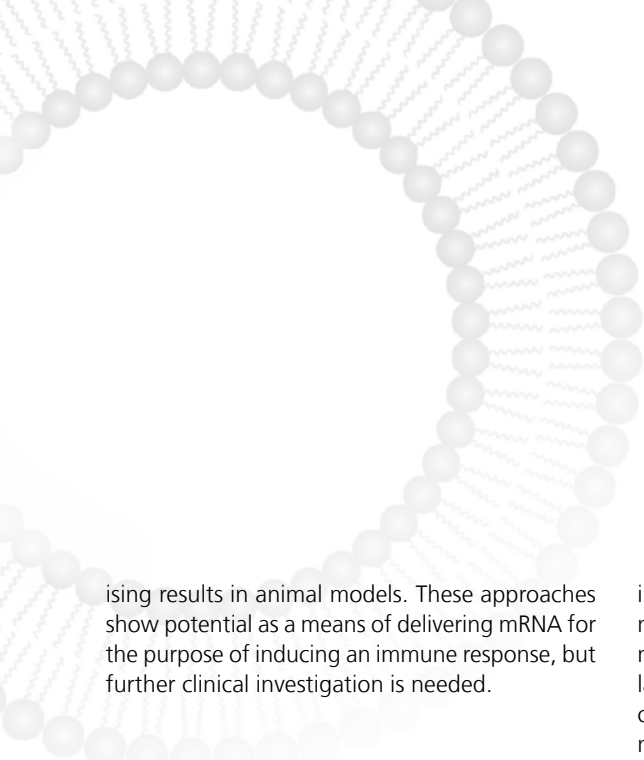 ising results in animal models. These approaches
show potential as a means of delivering mRNA for
the purpose of inducing an immune response, but
further clinical investigation is needed.